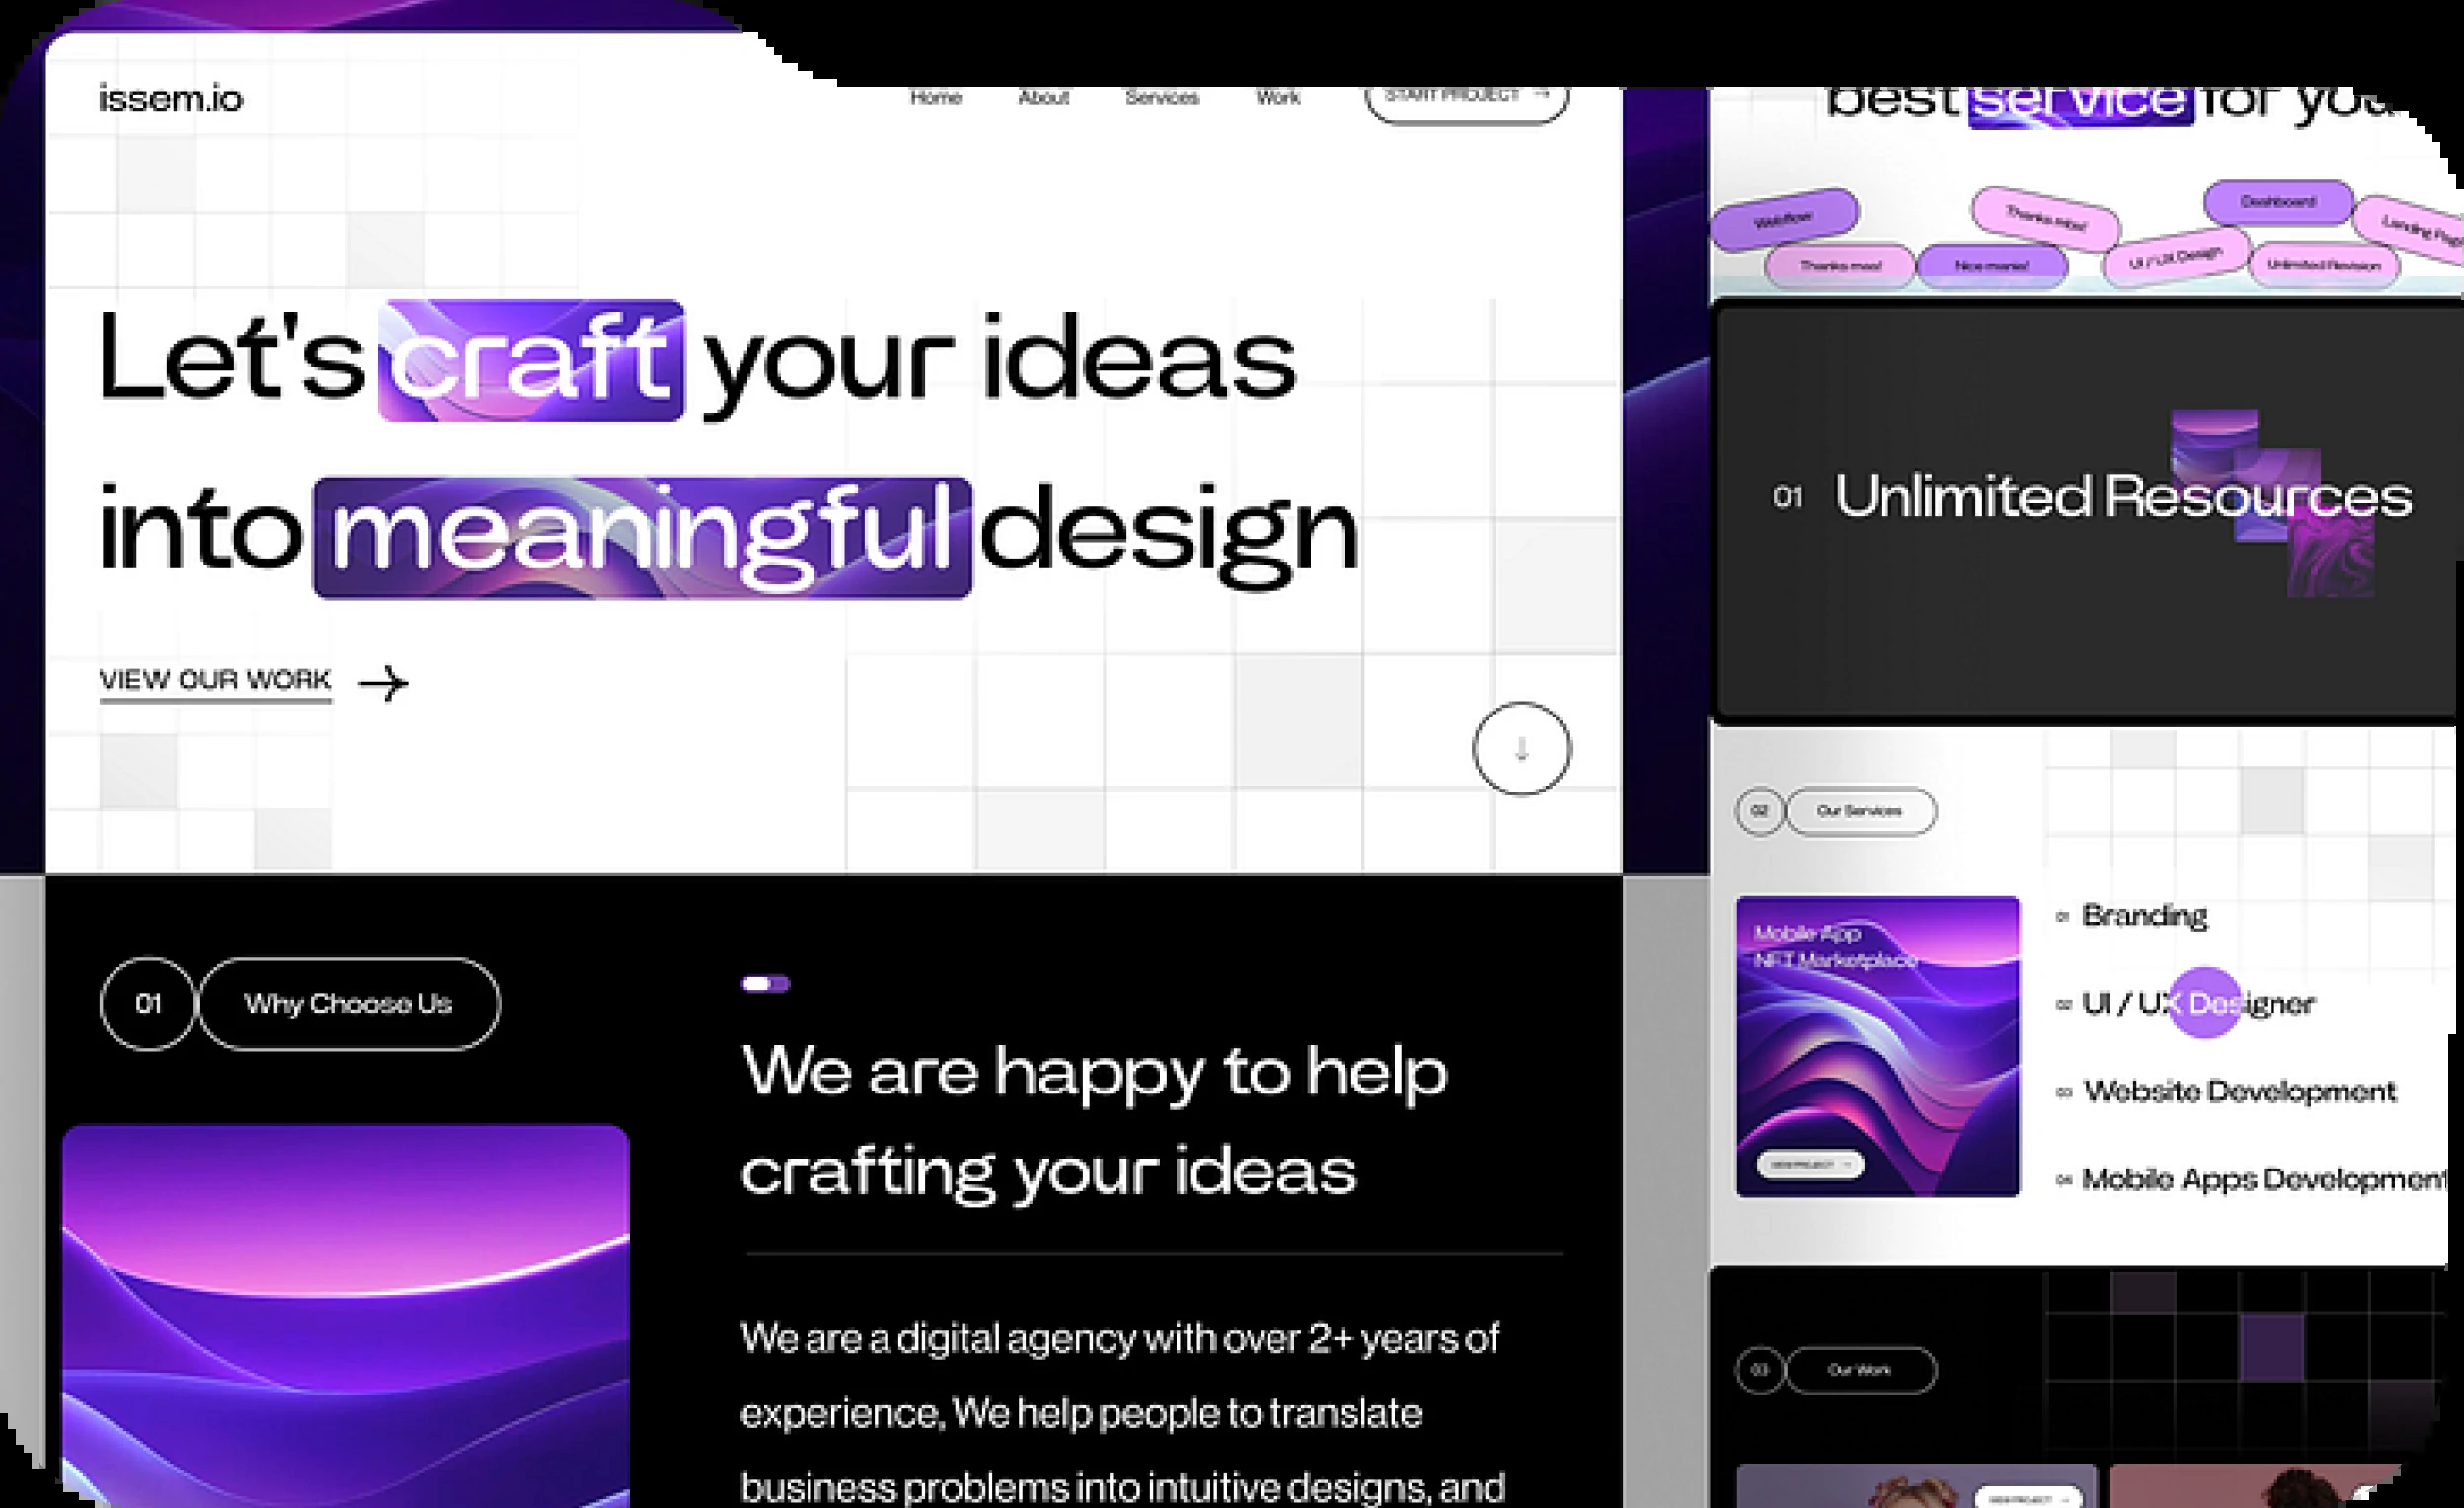 issem.io
Home About Services Work START PROJECT →
Let's craft your ideas
into meaningful design
VIEW OUR WORK →
01 Why Choose Us
We are happy to help
crafting your ideas
We are a digital agency with over 2+ years of
experience, We help people to translate
business problems into intuitive designs, and
best service for you
Webflow Thanks mas! Dashboard Landing Page
Thanks mas! Nice mania! UI / UX Design Unlimited Revision
01 Unlimited Resources
02 Our Services
Mobile App
NFT Marketplace
VIEW PROJECT →
01 Branding
02 UI / UX Designer
03 Website Development
04 Mobile Apps Development
03 Our Work
VIEW PROJECT →